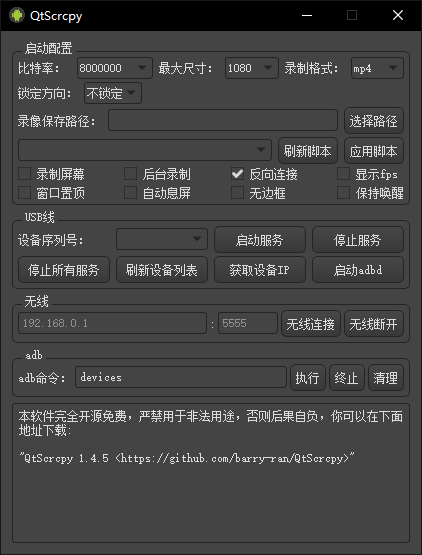 QtScrcpy
启动配置
比特率： 8000000 最大尺寸： 1080 录制格式： mp4
锁定方向： 不锁定
录像保存路径： 选择路径
刷新脚本 应用脚本
录制屏幕 后台录制 反向连接 显示fps
窗口置顶 自动息屏 无边框 保持唤醒
USB线
设备序列号： 启动服务 停止服务
停止所有服务 刷新设备列表 获取设备IP 启动adbd
无线
192.168.0.1 : 5555 无线连接 无线断开
adb
adb命令： devices 执行 终止 清理
本软件完全开源免费，严禁用于非法用途，否则后果自负，你可以在下面
地址下载：
"QtScrcpy 1.4.5 <https://github.com/barry-ran/QtScrcpy>"